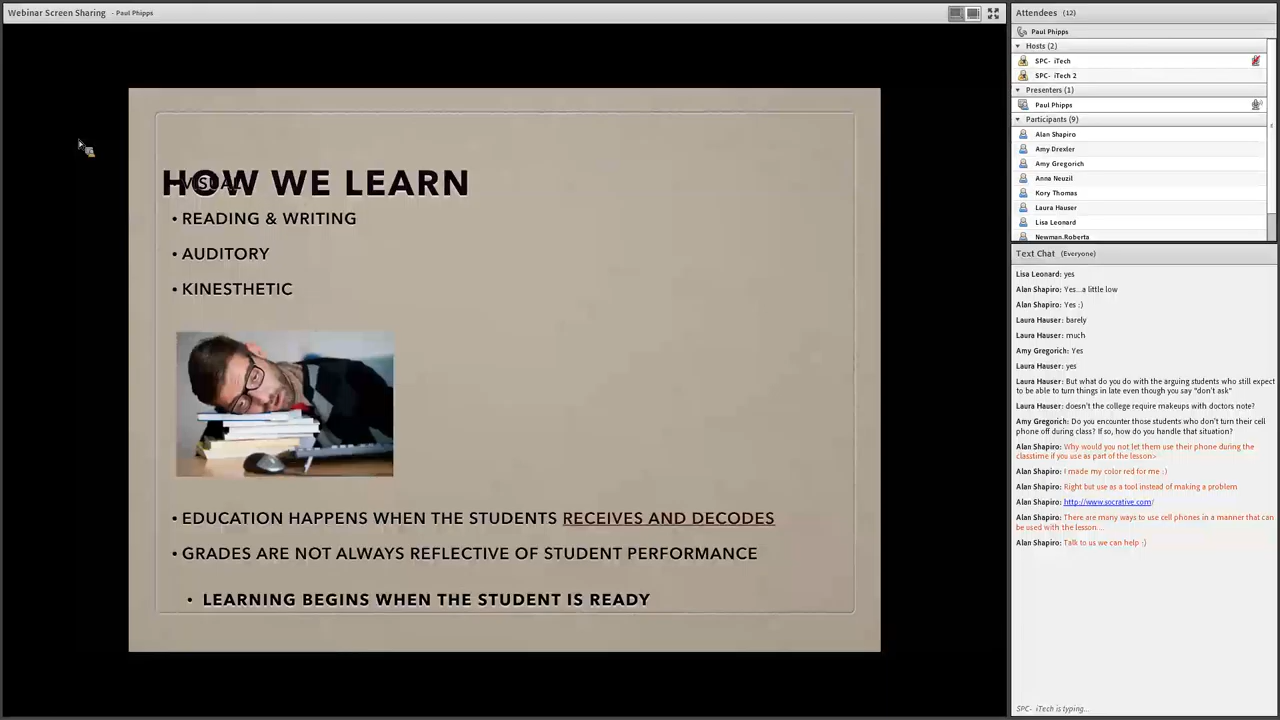 Webinar Screen Sharing - Paul Phipps
HOW WE LEARN
• VISUAL
• READING & WRITING
• AUDITORY
• KINESTHETIC
• EDUCATION HAPPENS WHEN THE STUDENTS RECEIVES AND DECODES
• GRADES ARE NOT ALWAYS REFLECTIVE OF STUDENT PERFORMANCE
• LEARNING BEGINS WHEN THE STUDENT IS READY
Attendees (12)
Paul Phipps
Hosts (2)
SPC- iTech
SPC- iTech 2
Presenters (1)
Paul Phipps
Participants (9)
Alan Shapiro
Amy Drexler
Amy Gregorich
Anna Neuzil
Kory Thomas
Laura Hauser
Lisa Leonard
Newman.Roberta
Text Chat (Everyone)
Lisa Leonard: yes
Alan Shapiro: Yes...a little low
Alan Shapiro: Yes :)
Laura Hauser: barely
Laura Hauser: much
Amy Gregorich: Yes
Laura Hauser: yes
Laura Hauser: But what do you do with the arguing students who still expect
to be able to turn things in late even though you say "don't ask"
Laura Hauser: doesn't the college require makeups with doctors note?
Amy Gregorich: Do you encounter those students who don't turn their cell
phone off during class? If so, how do you handle that situation?
Alan Shapiro: Why would you not let them use their phone during the
classtime if you use as part of the lesson>
Alan Shapiro: I made my color red for me :)
Alan Shapiro: Right but use as a tool instead of making a problem
Alan Shapiro: http://www.socrative.com/
Alan Shapiro: There are many ways to use cell phones in a manner that can
be used with the lesson....
Alan Shapiro: Talk to us we can help :)
SPC- iTech is typing...